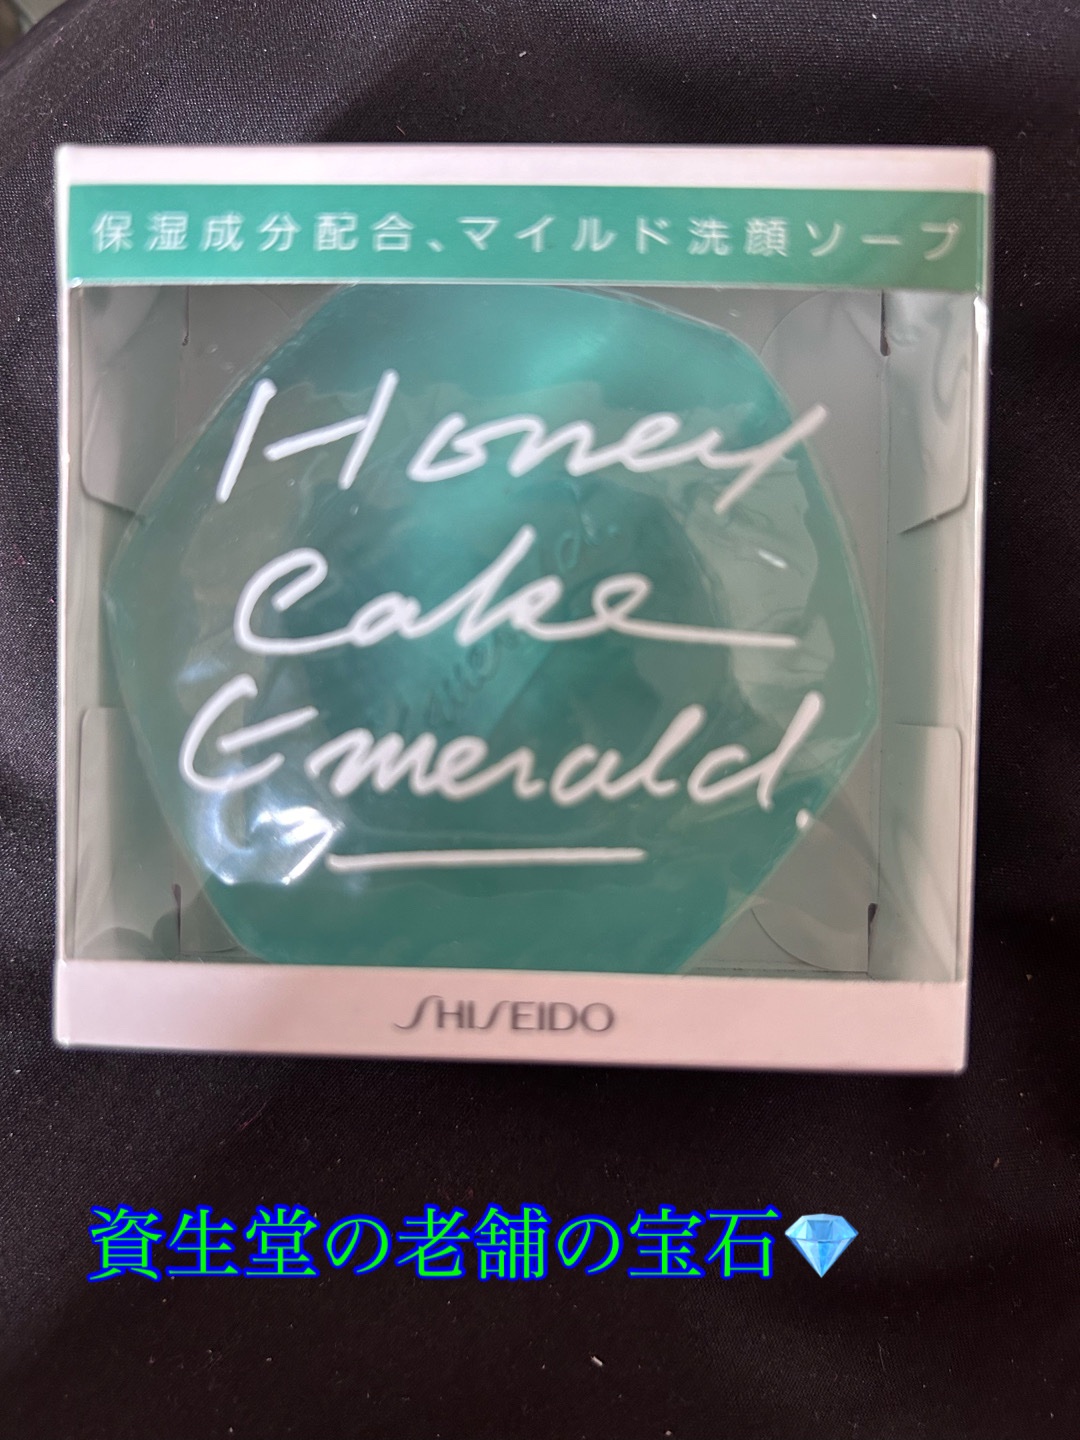 保湿成分配合、マイルド洗顔ソープ
Honey
Cake
Emerald.
SHISEIDO
資生堂の老舗の宝石💎